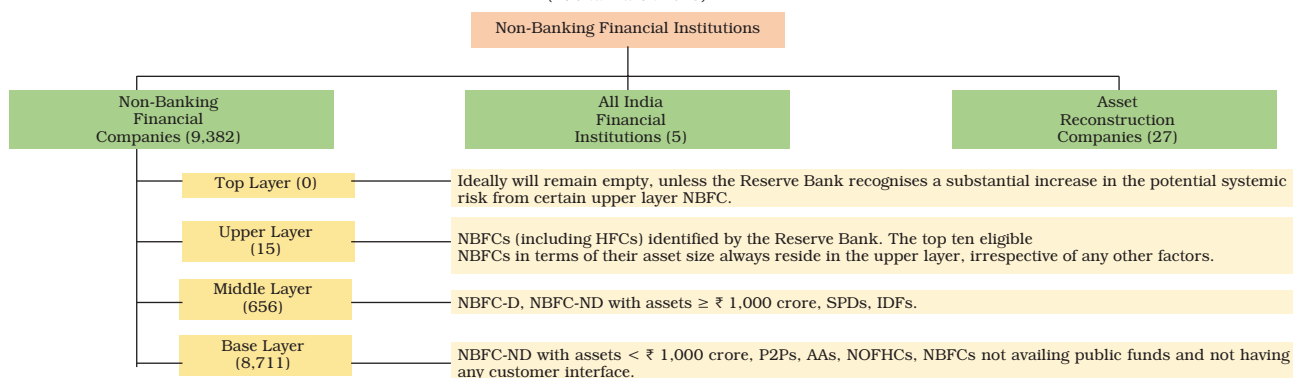 Non-Banking Financial Institutions
Non-Banking
Financial
Companies (9,382)
All India
Financial
Institutions (5)
Asset
Reconstruction
Companies (27)
Top Layer (0)
Ideally will remain empty, unless the Reserve Bank recognises a substantial increase in the potential systemic
risk from certain upper layer NBFC.
Upper Layer
(15)
NBFCs (including HFCs) identified by the Reserve Bank. The top ten eligible
NBFCs in terms of their asset size always reside in the upper layer, irrespective of any other factors.
Middle Layer
(656)
NBFC-D, NBFC-ND with assets ≥ ₹ 1,000 crore, SPDs, IDFs.
Base Layer
(8,711)
NBFC-ND with assets < ₹ 1,000 crore, P2Ps, AAs, NOFHCs, NBFCs not availing public funds and not having
any customer interface.